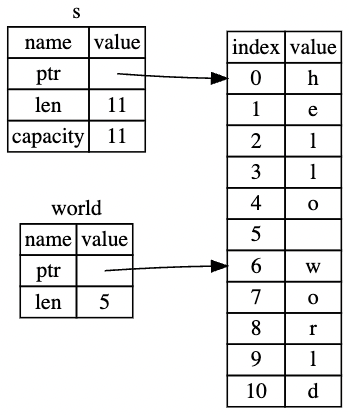 s
name value
ptr
len 11
capacity 11
world
name value
ptr
len 5
index value
0 h
1 e
2 l
3 l
4 o
5
6 w
7 o
8 r
9 l
10 d